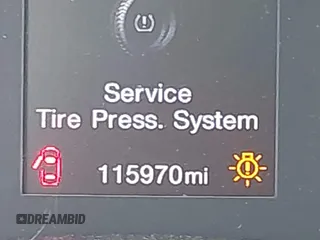 Service
Tire Press. System
115970mi
DREAMBID